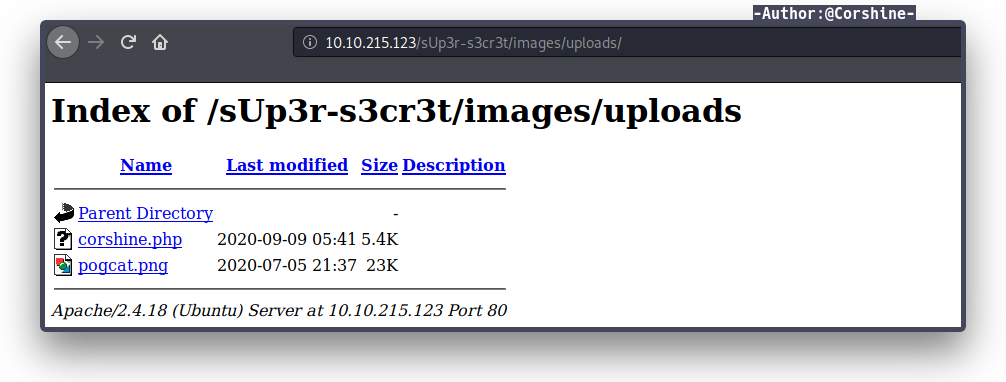 -Author:@Corshine-
10.10.215.123/sUp3r-s3cr3t/images/uploads/
Index of /sUp3r-s3cr3t/images/uploads
Name Last modified Size Description
Parent Directory -
corshine.php 2020-09-09 05:41 5.4K
pogcat.png 2020-07-05 21:37 23K
Apache/2.4.18 (Ubuntu) Server at 10.10.215.123 Port 80